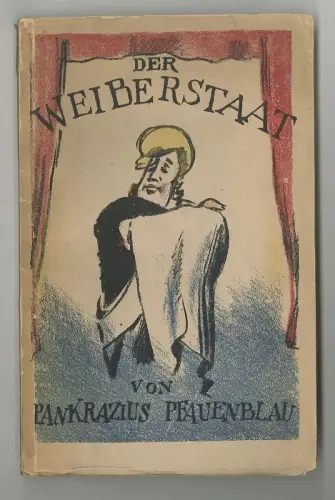 DER
WEIBERSTAAT
VON
PANKRAZIUS PFAUENBLAU